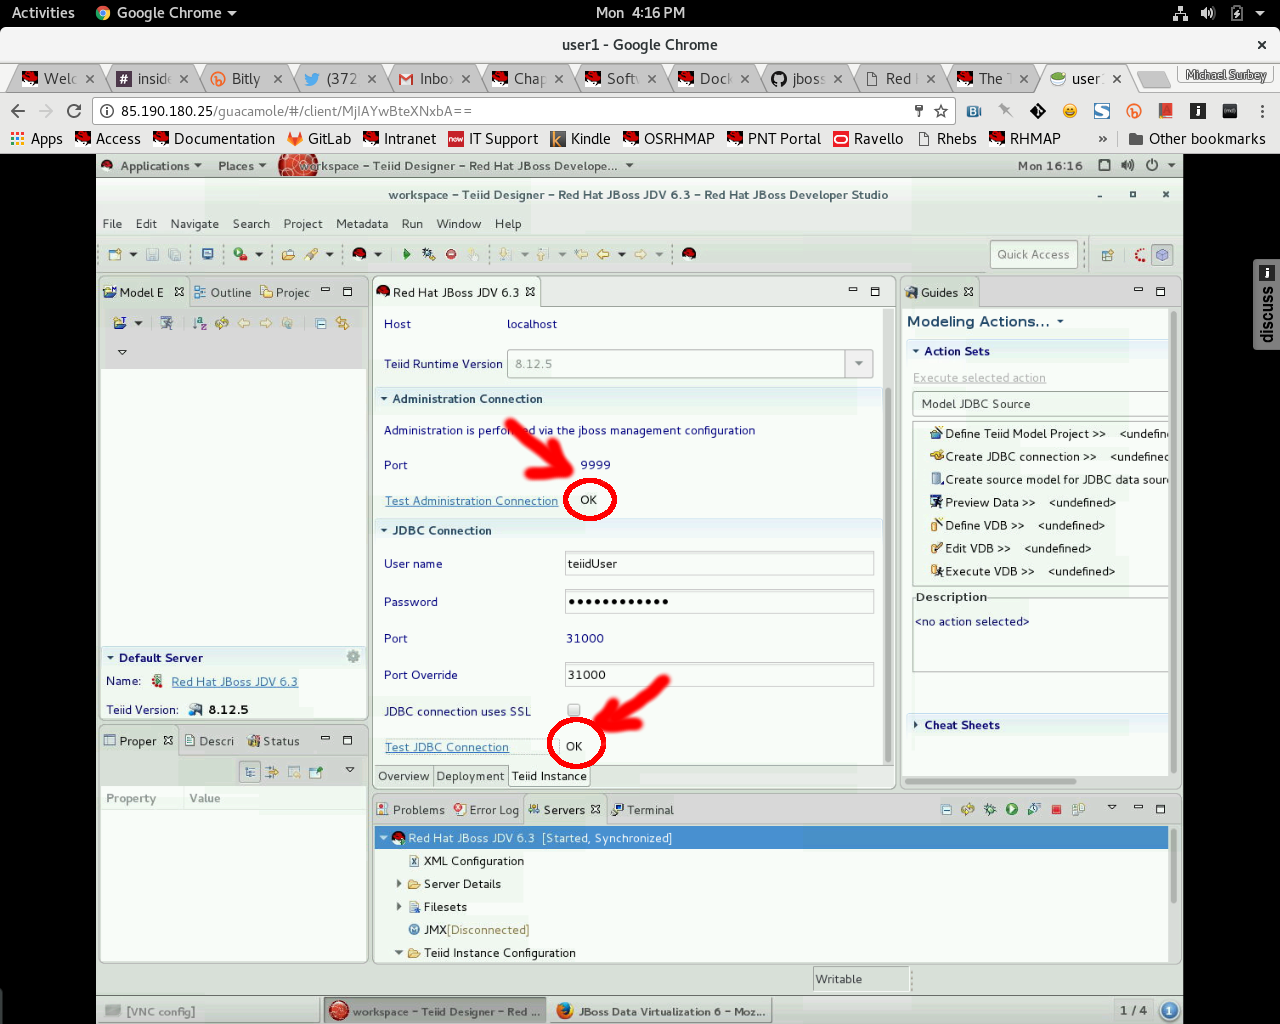 Activities Google Chrome Mon 4:16 PM
user1 - Google Chrome
Welc inside Bitly (372 Inbo Chap Softw Dock jboss Red The T user Michael Surbey
85.190.180.25/guacamole/#/client/MjIAYwBteXNxbA==
Apps Access Documentation GitLab Intranet now IT Support Kindle OSRHMAP PNT Portal Ravello Rhebs RHMAP » Other bookmarks
Applications Places workspace – Teiid Designer – Red Hat JBoss Develope... Mon 16:16
workspace – Teiid Designer – Red Hat JBoss JDV 6.3 – Red Hat JBoss Developer Studio
File Edit Navigate Search Project Metadata Run Window Help
Quick Access
Model E Outline Projec
Red Hat JBoss JDV 6.3
Host localhost
Teiid Runtime Version 8.12.5
Administration Connection
Administration is perfo ed via the jboss management configuration
Port 9999
Test Administration Connection OK
JDBC Connection
User name teiidUser
Password ••••••••••••
Port 31000
Port Override 31000
JDBC connection uses SSL
Test JDBC Connection OK
Overview Deployment Teiid Instance
Guides
Modeling Actions...
Action Sets
Execute selected action
Model JDBC Source
Define Teiid Model Project >> <undefin
Create JDBC connection >> <undefine
Create source model for JDBC data sour
Preview Data >> <undefined>
Define VDB >> <undefined>
Edit VDB >> <undefined>
Execute VDB >> <undefined>
Description
<no action selected>
Cheat Sheets
discuss
Default Server
Name: Red Hat JBoss JDV 6.3
Teiid Version: 8.12.5
Proper Descri Status
Property Value
Problems Error Log Servers Terminal
Red Hat JBoss JDV 6.3 [Started, Synchronized]
XML Configuration
Server Details
Filesets
JMX[Disconnected]
Teiid Instance Configuration
Writable
[VNC config] workspace – Teiid Designer – Red ... JBoss Data Virtualization 6 – Moz... 1 / 4 1